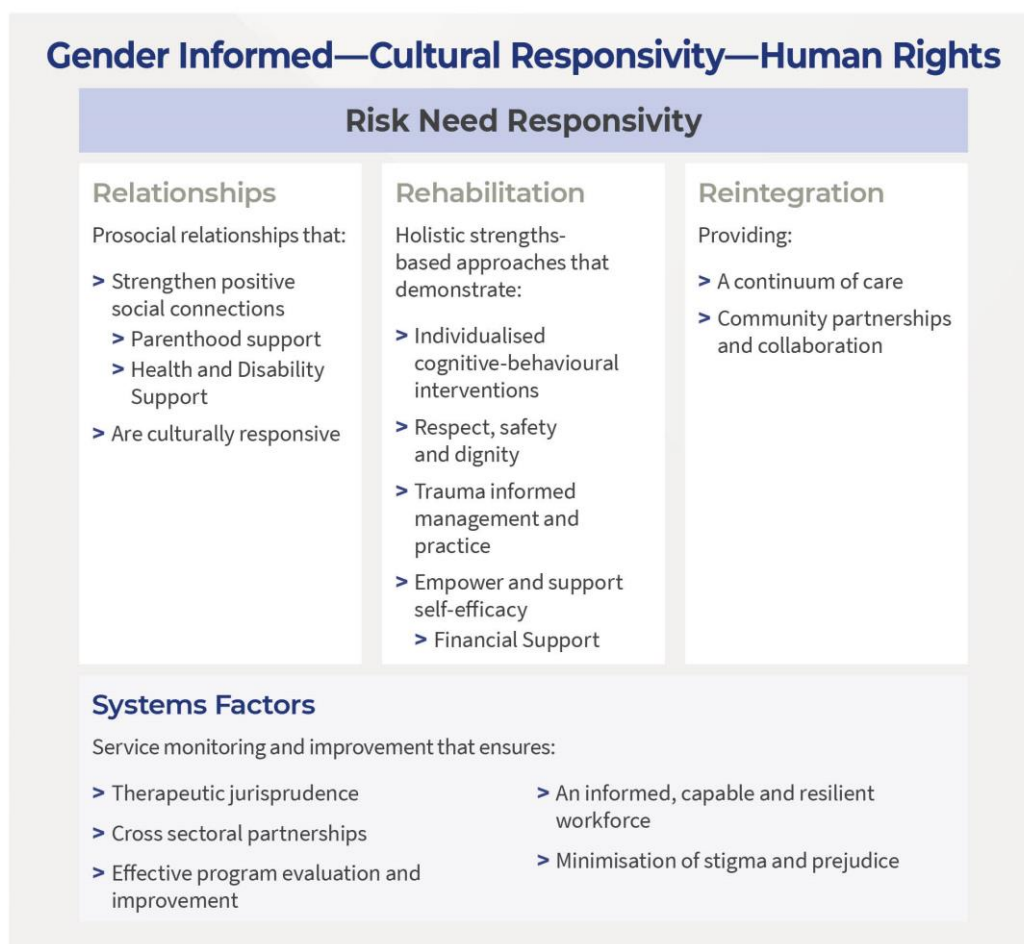 Gender Informed—Cultural Responsivity—Human Rights
Risk Need Responsivity
Relationships
Prosocial relationships that:
> Strengthen positive
social connections
> Parenthood support
> Health and Disability
Support
> Are culturally responsive
Rehabilitation
Holistic strengths-
based approaches that
demonstrate:
> Individualised
cognitive-behavioural
interventions
> Respect, safety
and dignity
> Trauma informed
management and
practice
> Empower and support
self-efficacy
> Financial Support
Reintegration
Providing:
> A continuum of care
> Community partnerships
and collaboration
Systems Factors
Service monitoring and improvement that ensures:
> Therapeutic jurisprudence
> Cross sectoral partnerships
> Effective program evaluation and
improvement
> An informed, capable and resilient
workforce
> Minimisation of stigma and prejudice